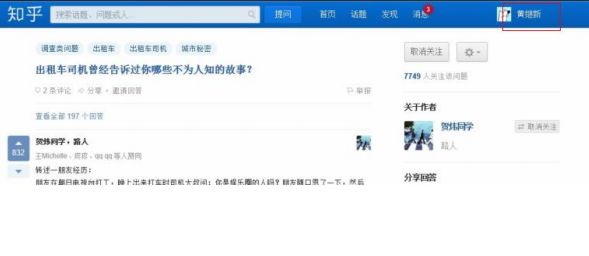 知乎 搜索话题、问题或人... 提问 首页 话题 发现 消息 3 黄继新
调查类问题 出租车 出租车司机 城市秘密
出租车司机曾经告诉过你哪些不为人知的故事？
2 条评论 分享 · 邀请回答 举报
查看全部 197 个回答
832
贺炜同学，路人
王Michelle、疼疼、qq qq 等人赞同
转述一朋友经历：
朋友在朝日电视台打工，晚上出来打车时司机大叔问：你是娱乐圈的人吗？朋友随口愚了一下，然后
取消关注
7749 人关注该问题
关于作者
贺炜同学 取消关注
路人
分享回答